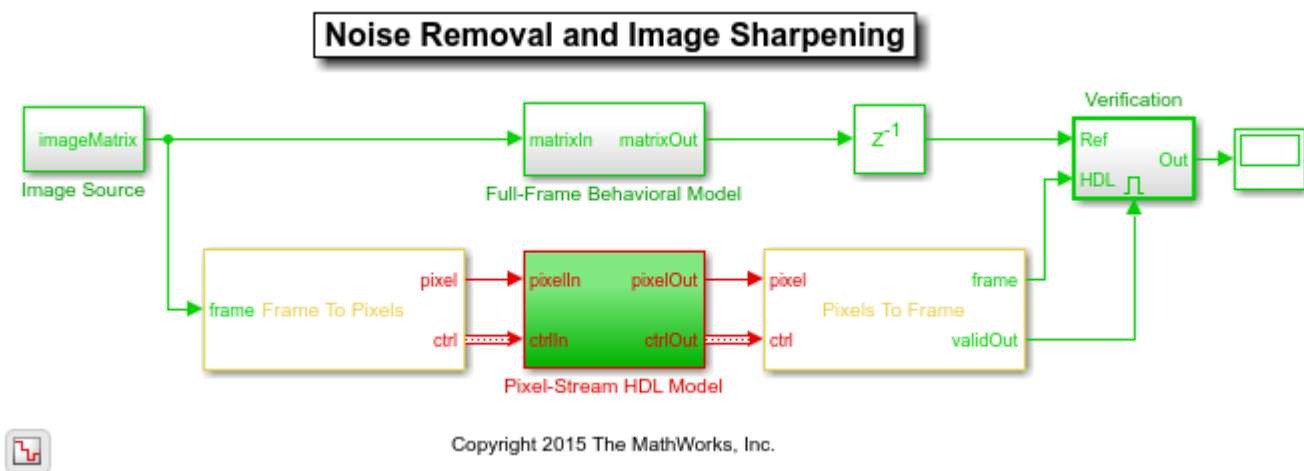 Noise Removal and Image Sharpening
imageMatrix
Image Source
matrixIn matrixOut
Full-Frame Behavioral Model
Z-1
Verification
Ref
HDL
Out
frame Frame To Pixels
pixel
ctrl
pixelIn pixelOut
ctrlIn ctrlOut
Pixel-Stream HDL Model
pixel
ctrl
Pixels To Frame
frame
validOut
Copyright 2015 The MathWorks, Inc.